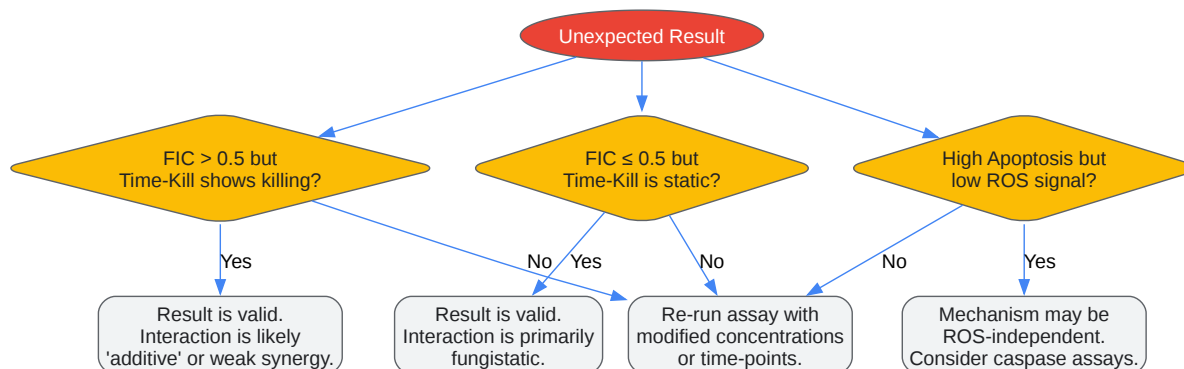 Unexpected Result
FIC > 0.5 but
Time-Kill shows killing?
FIC ≤ 0.5 but
Time-Kill is static?
High Apoptosis but
low ROS signal?
Yes
No
Yes
No
No
Yes
Result is valid.
Interaction is likely
'additive' or weak synergy.
Result is valid.
Interaction is primarily
fungistatic.
Re-run assay with
modified concentrations
or time-points.
Mechanism may be
ROS-independent.
Consider caspase assays.